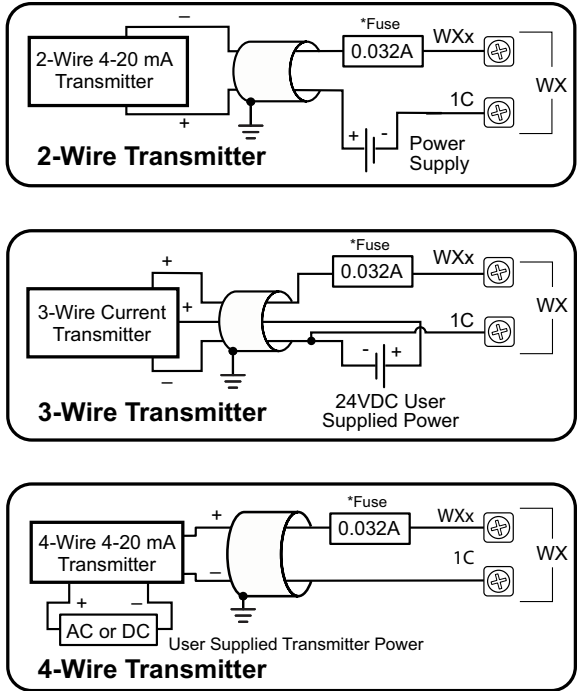 –
*Fuse
2-Wire 4-20 mA
Transmitter
0.032A
WXx
WX
1C
+
+ -
Power
Supply
2-Wire Transmitter
*Fuse
+
0.032A
WXx
3-Wire Current
Transmitter
+
WX
1C
–
- +
24VDC User
Supplied Power
3-Wire Transmitter
*Fuse
+
0.032A
WXx
4-Wire 4-20 mA
Transmitter
–
1C
WX
+ –
AC or DC
User Supplied Transmitter Power
4-Wire Transmitter